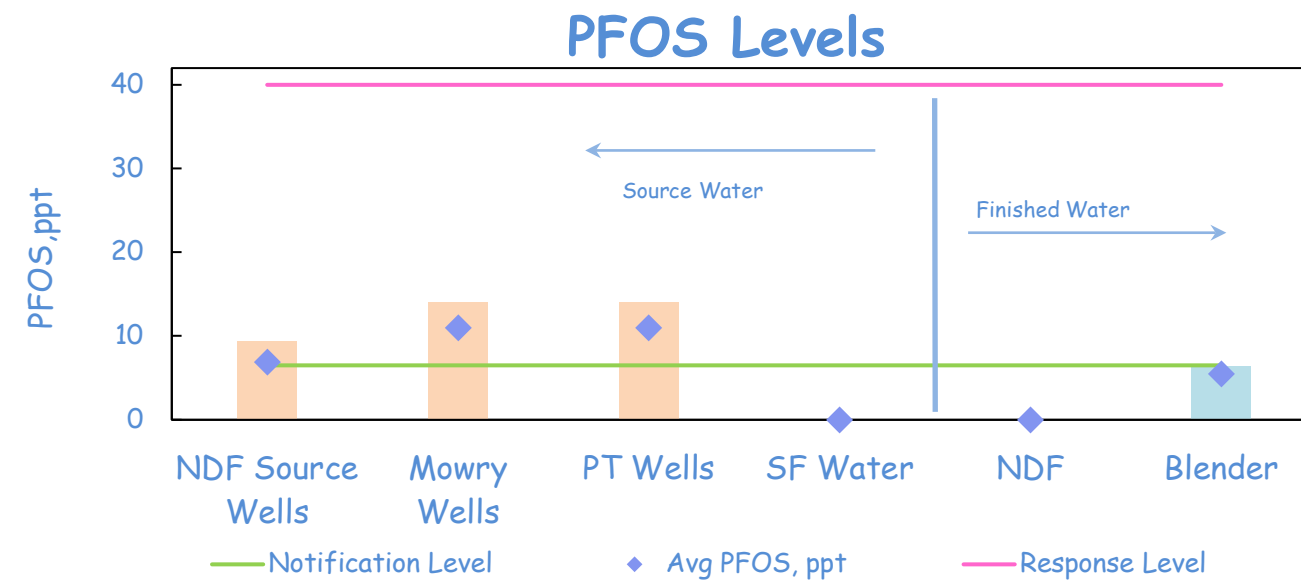 PFOS Levels
PFOS,ppt
40
30
20
10
0
Source Water
Finished Water
NDF Source
Wells
Mowry
Wells
PT Wells
SF Water
NDF
Blender
Notification Level
Avg PFOS, ppt
Response Level